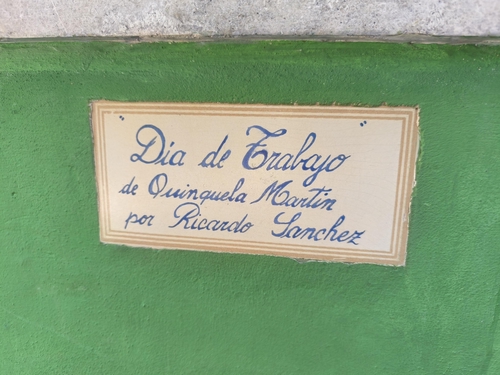 "Dia de Trabajo"
de Quinquela Martin
por Ricardo Sanchez